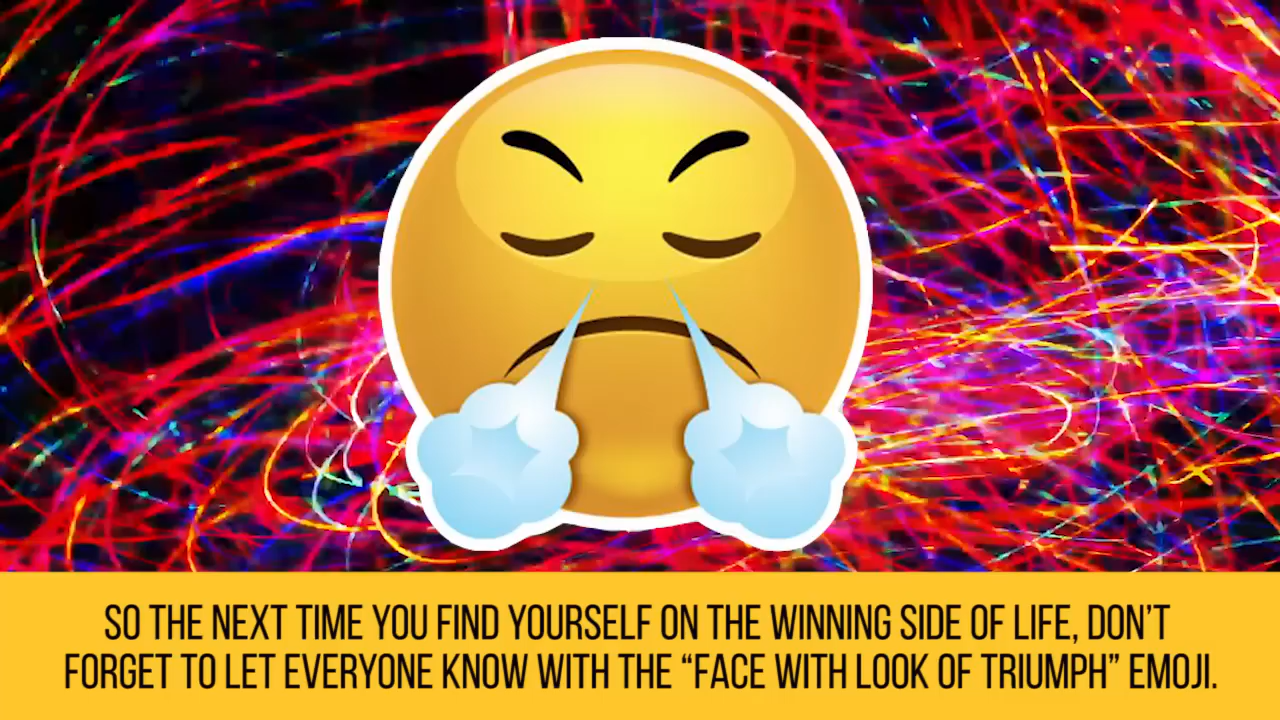 SO THE NEXT TIME YOU FIND YOURSELF ON THE WINNING SIDE OF LIFE, DON’T
FORGET TO LET EVERYONE KNOW WITH THE “FACE WITH LOOK OF TRIUMPH” EMOJI.